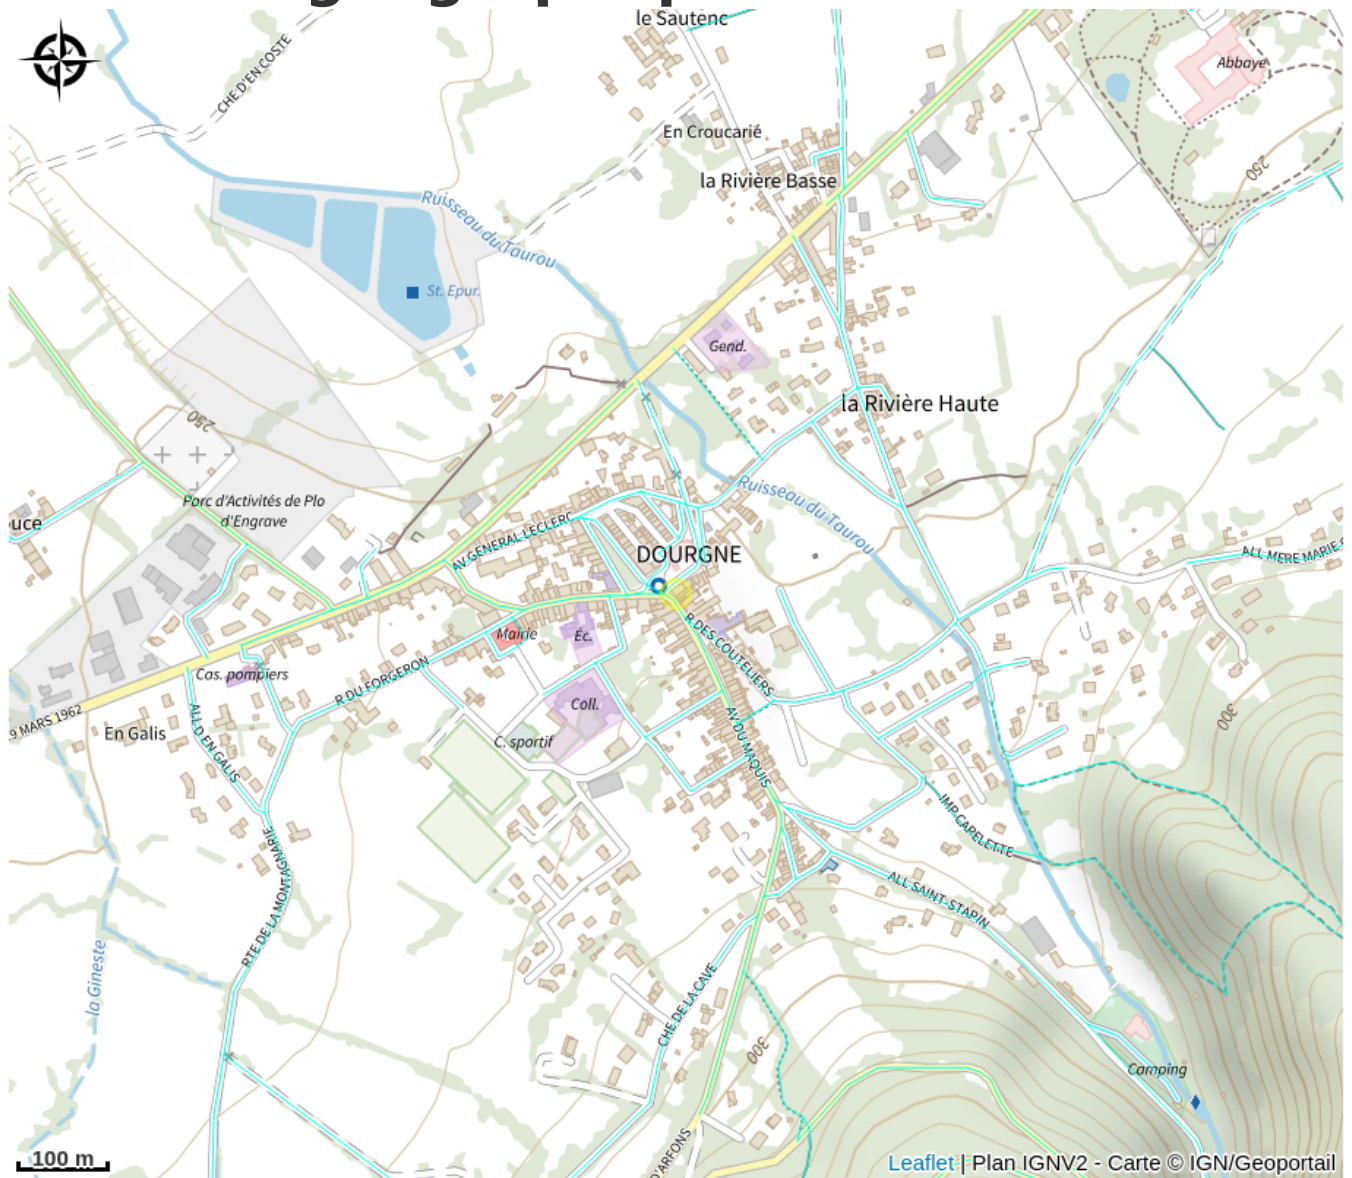 le Sautenc
CHE D'EN COSTE
Abbaye
En Croucarié
la Rivière Basse
250
Ruisseau du Taurou
St. Epur.
Gend.
la Rivière Haute
250
Ruisseau du Taurou
Parc d'Activités de Plo
d'Engrave
uce
AV GENERAL LECLERC
DOURGNE
ALL MERE MARIE
Mairie
Éc.
R DES COUTELIERS
Cas. pompiers
R DU FORGERON
Coll.
9 MARS 1962
En Galis
ALL D'EN GALIS
C. sportif
AV DU MAQUIS
300
IMP CAPELETTE
RTE DE LA MONTAGNARIE
ALL SAINT-STAPIN
la Gineste
CHE DE LA CAVE
300
Camping
D'ARFONS
100 m
Leaflet | Plan IGNV2 - Carte © IGN/Geoportail